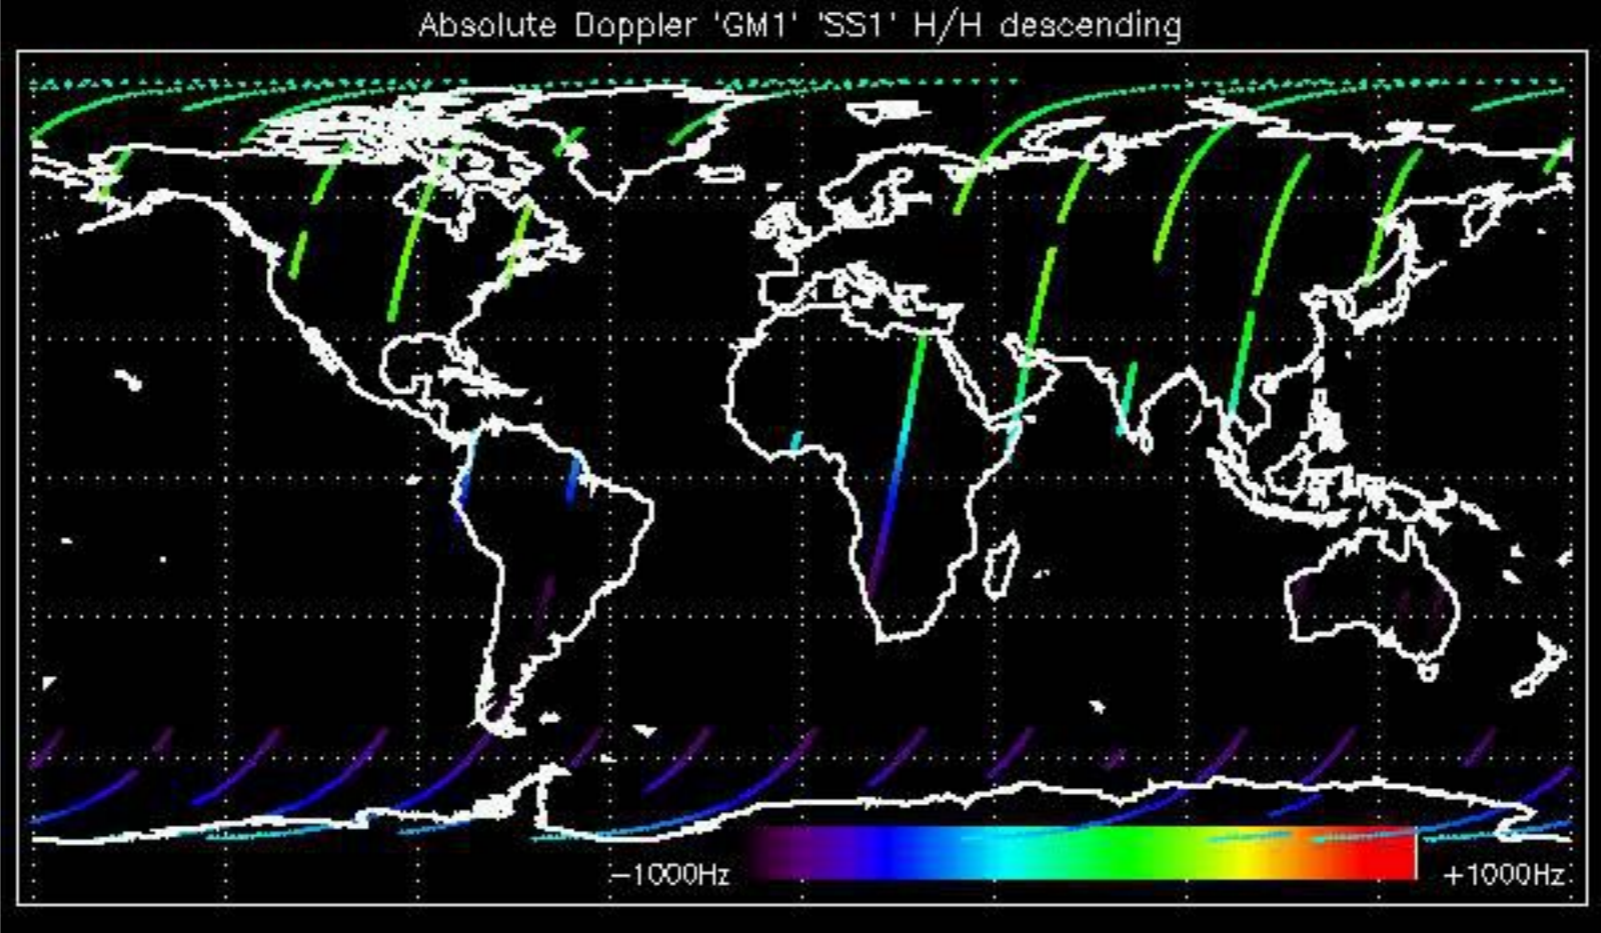 Absolute Doppler 'GM1' 'SS1' H/H descending
−1000Hz +1000Hz